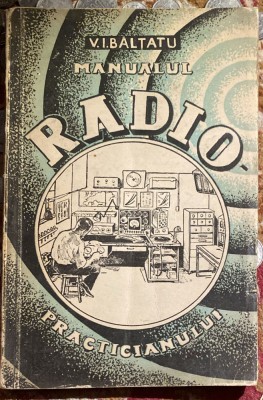 V.I.BĂLTATU
MANUALUL
RADIO-
PRACTICIANULUI